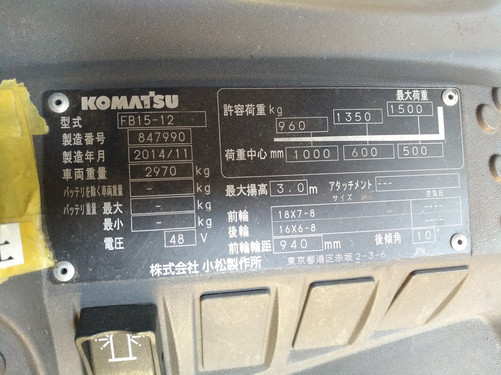 KOMATSU
型式 FB15-12
製造番号 847990
製造年月 2014/11
車両重量 2970 kg
バッテリを除く車両重量 - kg
バッテリ重量 最大 - kg
最小 - kg
電圧 48 V
許容荷重 kg 最大荷重
960 1350 1500
荷重中心 mm 1000 600 500
最大揚高 3.0 m アタッチメント ---
サイズ 空気圧
前輪 18X7-8 ----
後輪 16X6-8 ----
前輪輪距 940 mm 後傾角 10°
株式会社 小松製作所 東京都港区赤坂2-3-6